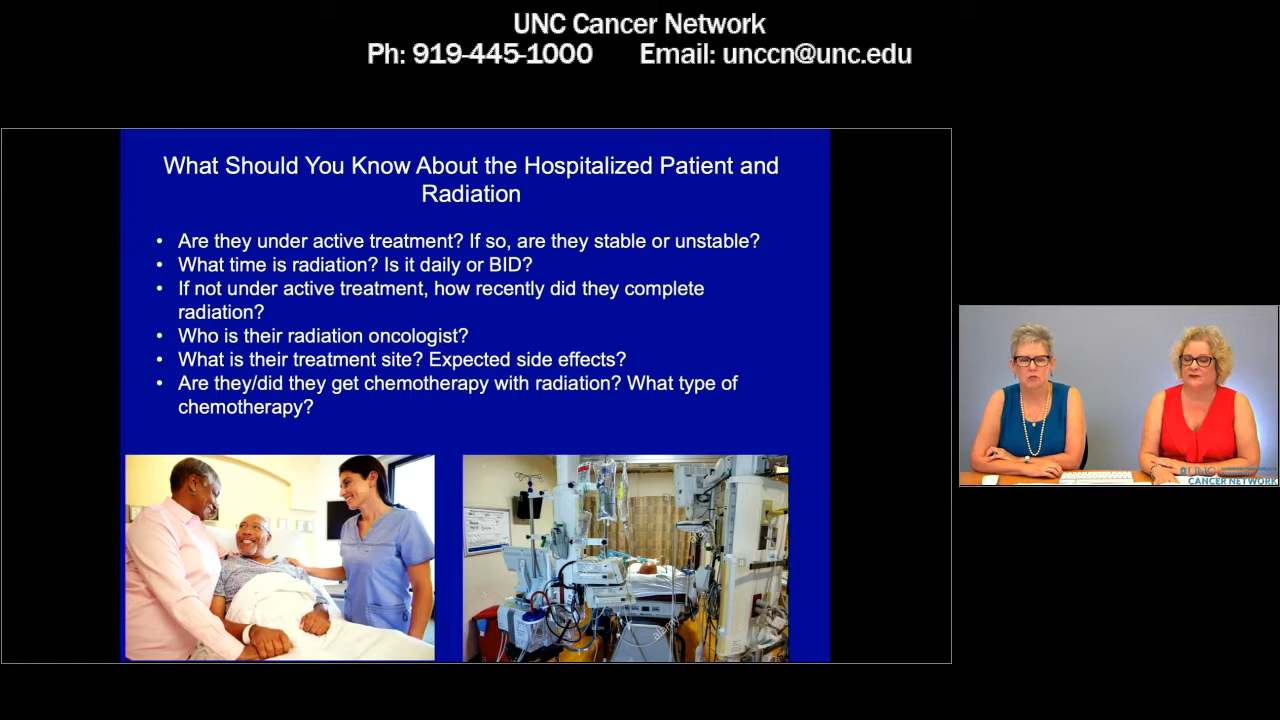 UNC Cancer Network
Ph: 919-445-1000 Email: unccn@unc.edu
What Should You Know About the Hospitalized Patient and
Radiation
• Are they under active treatment? If so, are they stable or unstable?
• What time is radiation? Is it daily or BID?
• If not under active treatment, how recently did they complete
radiation?
• Who is their radiation oncologist?
• What is their treatment site? Expected side effects?
• Are they/did they get chemotherapy with radiation? What type of
chemotherapy?
UNC
CANCER NETWORK